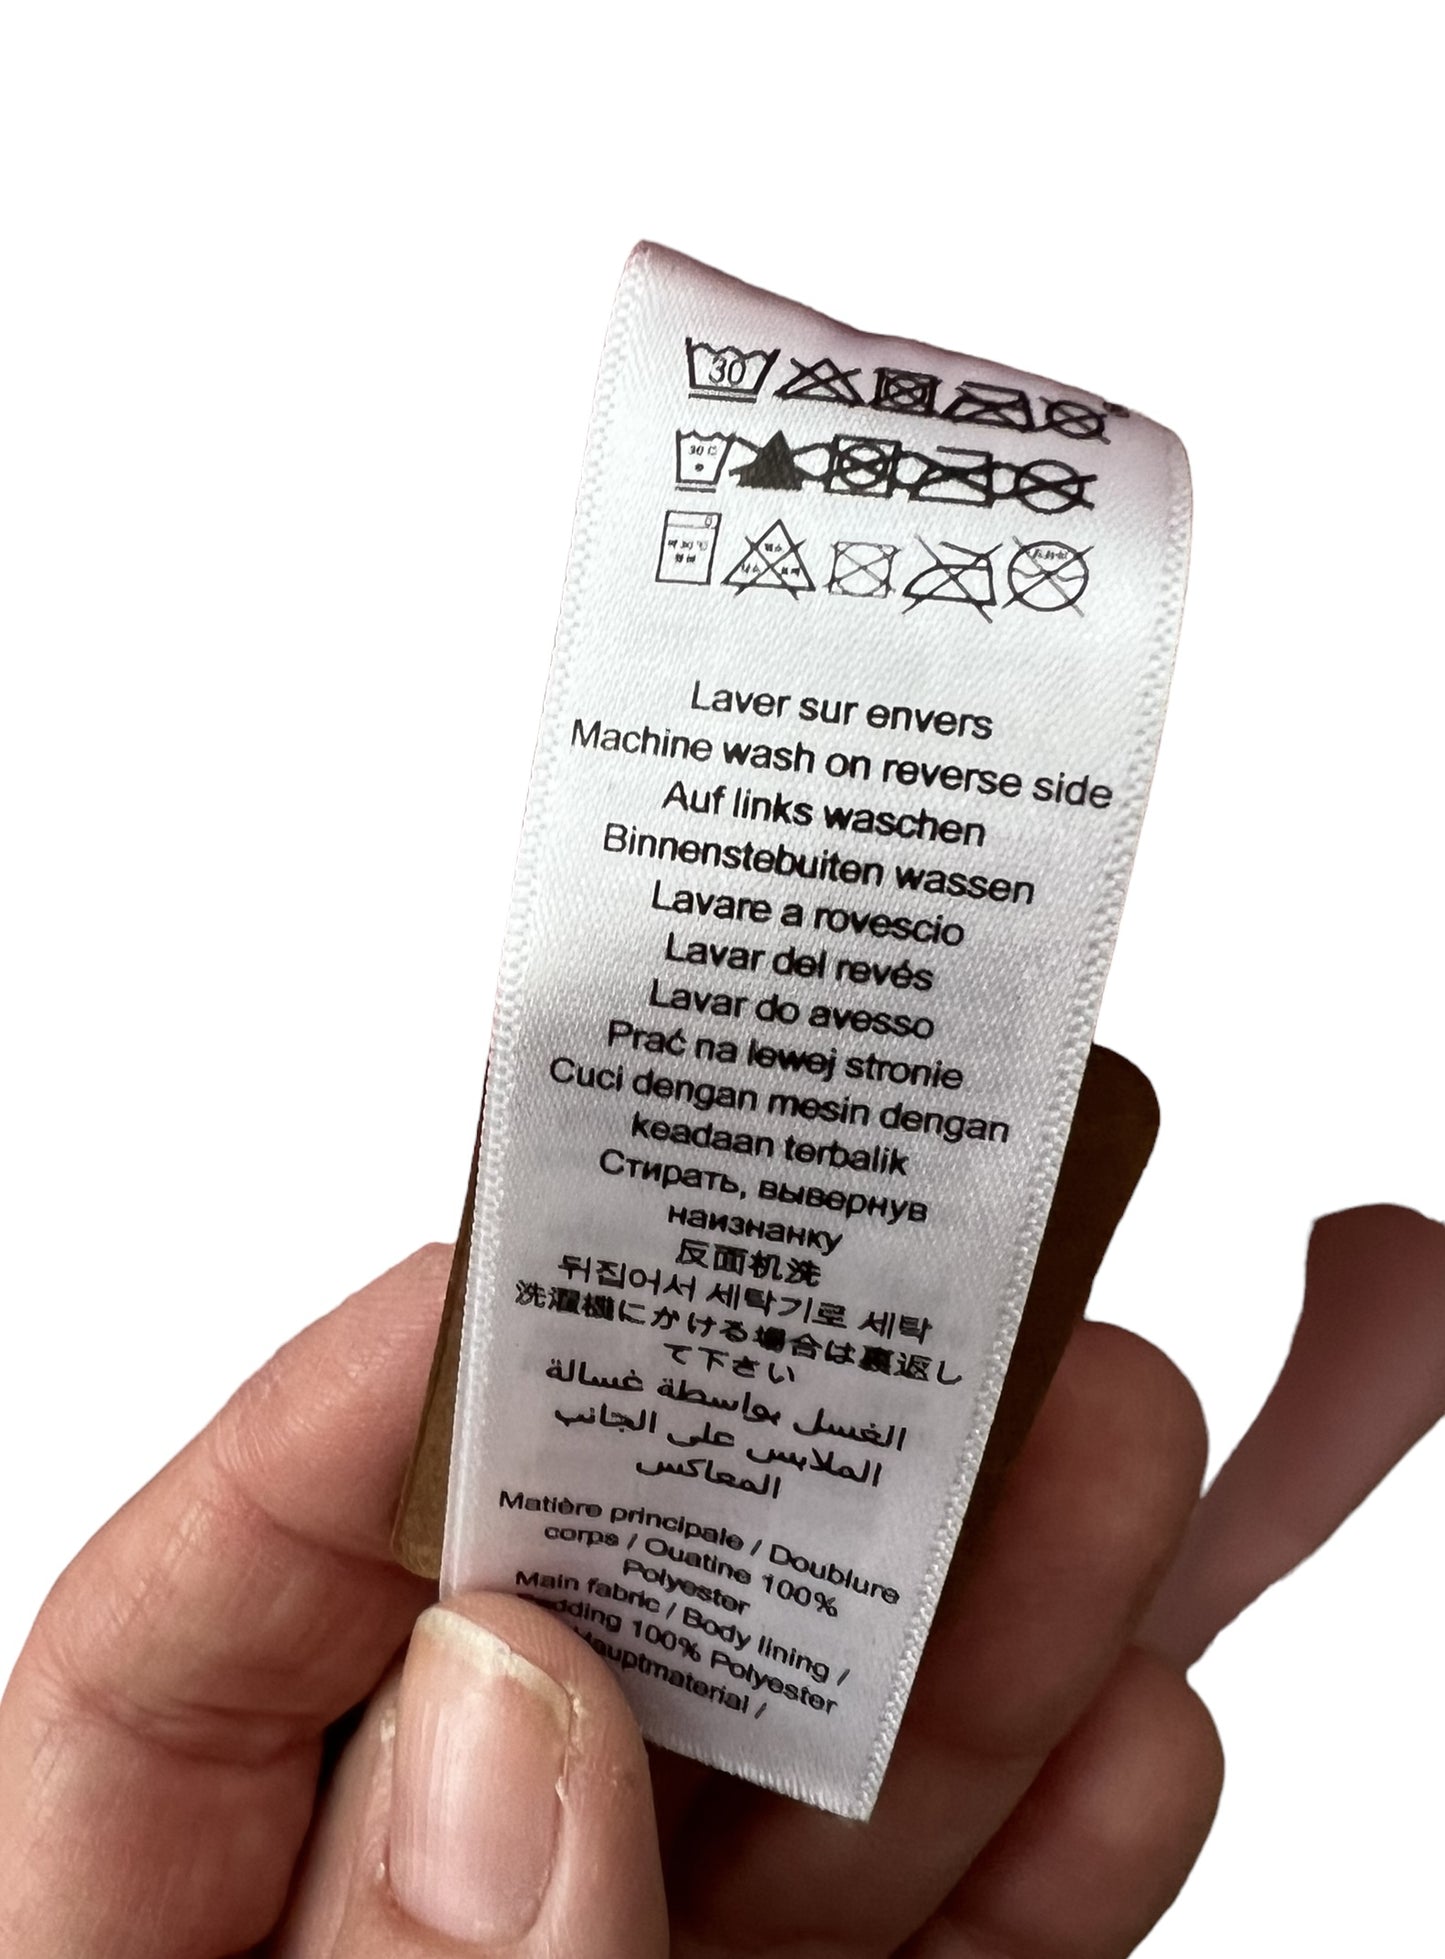 30
30 C
Laver sur envers
Machine wash on reverse side
Auf links waschen
Binnenstebuiten wassen
Lavare a rovescio
Lavar del revés
Lavar do avesso
Prać na lewej stronie
Cuci dengan mesin dengan
keadaan terbalik
Стирать, вывернув
наизнанку
反面机洗
뒤집어서 세탁기로 세탁
洗濯機にかける場合は裏返し
て下さい
الغسل بواسطة غسالة
الملابس على الجانب
المعاكس
Matière principale / Doublure
corps / Ouatine 100%
Polyester
Main fabric / Body lining /
100% Polyester
Hauptmaterial /